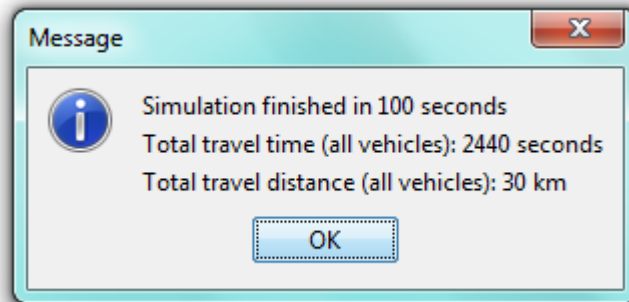 Message
Simulation finished in 100 seconds
Total travel time (all vehicles): 2440 seconds
Total travel distance (all vehicles): 30 km
OK